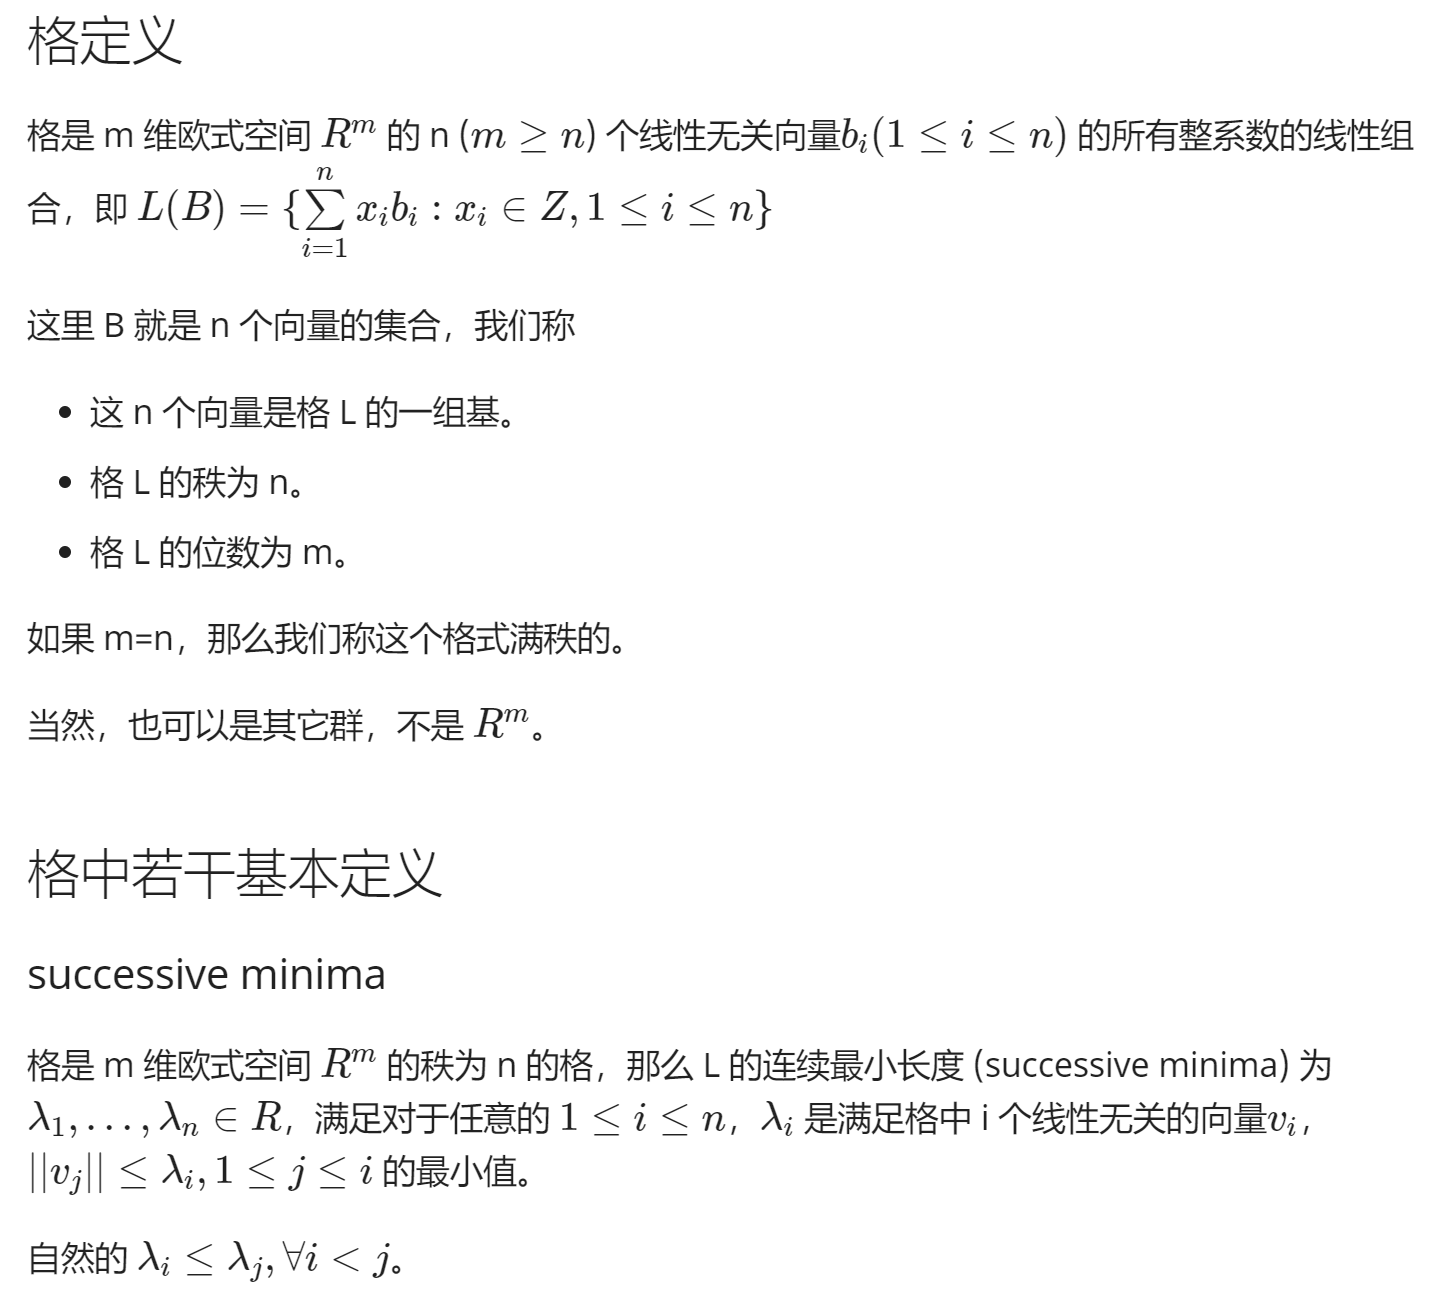 格定义
格是 m 维欧式空间 $R^m$ 的 n ($m \geq n$) 个线性无关向量$b_i(1 \leq i \leq n)$ 的所有整系数的线性组
合，即 $L(B) = \{\sum\limits_{i=1}^{n} x_i b_i : x_i \in Z, 1 \leq i \leq n\}$
这里 B 就是 n 个向量的集合，我们称
• 这 n 个向量是格 L 的一组基。
• 格 L 的秩为 n。
• 格 L 的位数为 m。
如果 m=n，那么我们称这个格式满秩的。
当然，也可以是其它群，不是 $R^m$。
格中若干基本定义
successive minima
格是 m 维欧式空间 $R^m$ 的秩为 n 的格，那么 L 的连续最小长度 (successive minima) 为
$\lambda_1, \ldots, \lambda_n \in R$，满足对于任意的 $1 \leq i \leq n$，$\lambda_i$ 是满足格中 i 个线性无关的向量$v_i$，
$||v_j|| \leq \lambda_i, 1 \leq j \leq i$ 的最小值。
自然的 $\lambda_i \leq \lambda_j, \forall i < j$。